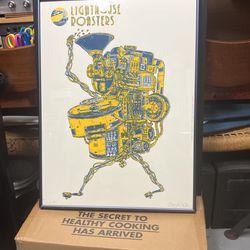 LIGHTHOUSE
ROASTERS
THE SECRET TO
HEALTHY COOKING
HAS ARRIVED